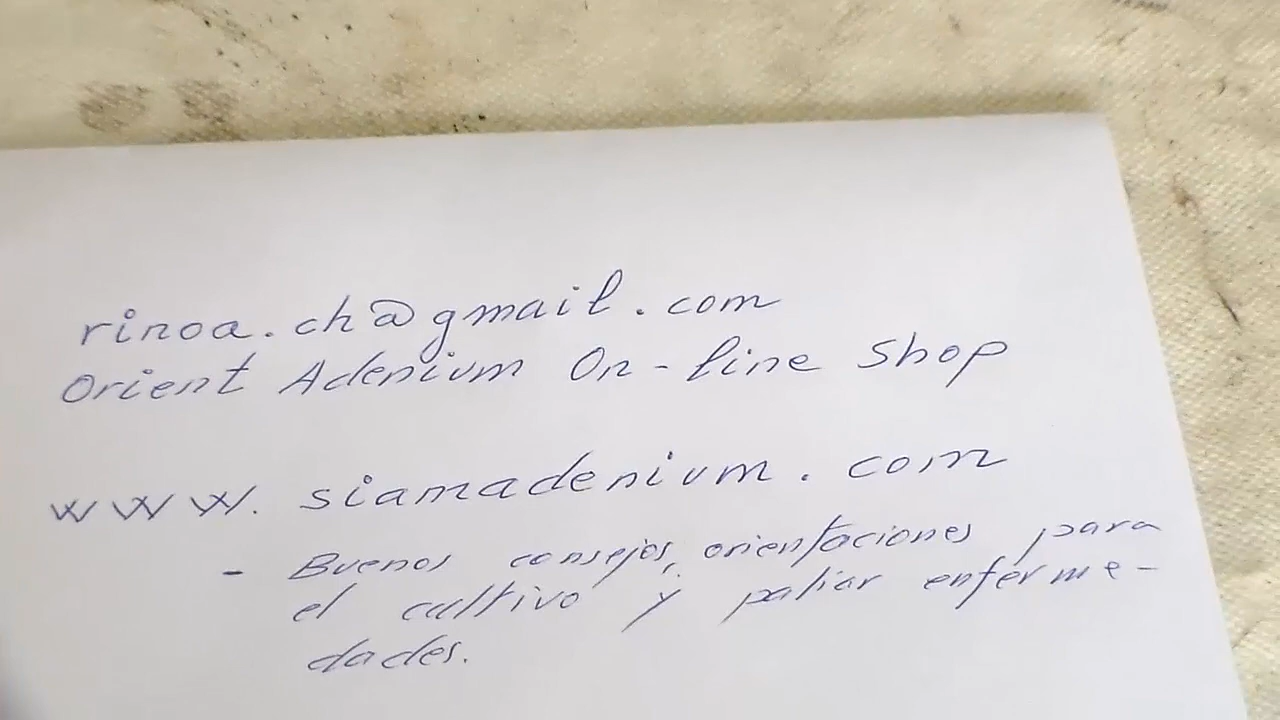 rinoa.ch@gmail.com
Orient Adenium On-line Shop
www.siamadenium.com
- Buenos consejos, orientaciones para
el cultivo y paliar enferme-
dades.